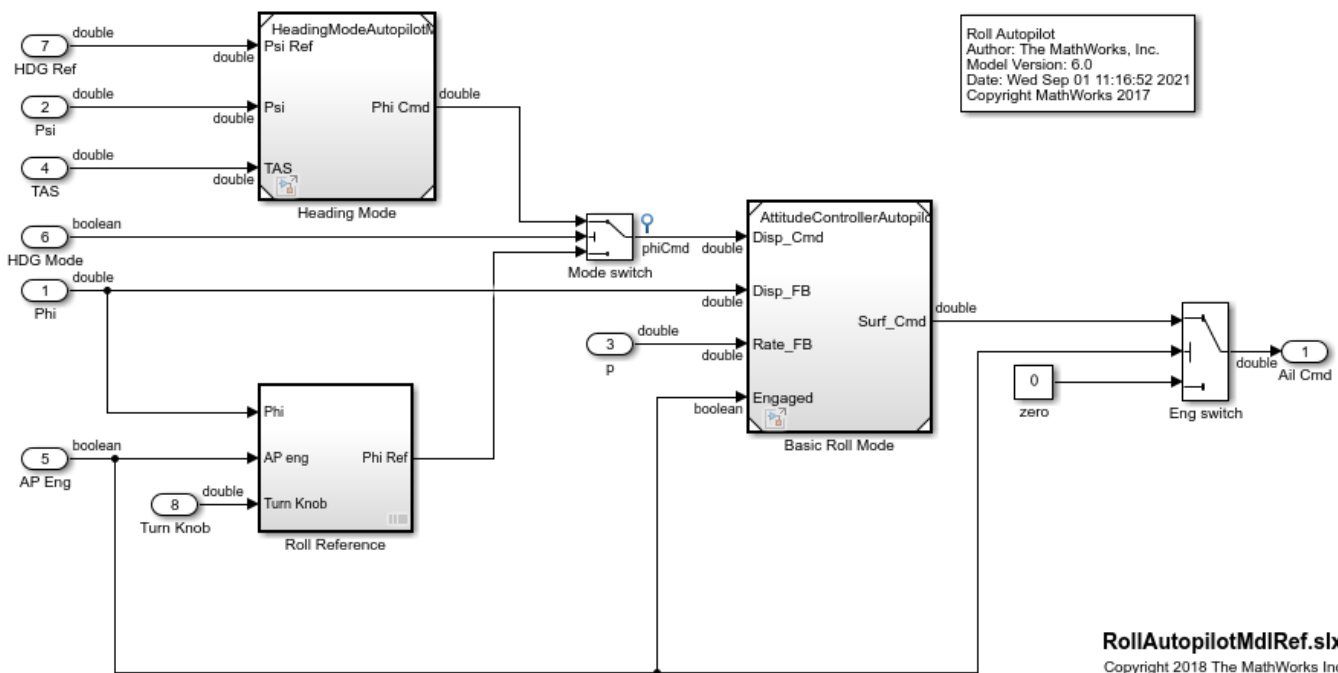 HeadingModeAutopilotM
Roll Autopilot
Author: The MathWorks, Inc.
Model Version: 6.0
Date: Wed Sep 01 11:16:52 2021
Copyright MathWorks 2017
7
HDG Ref
double
double
Psi Ref
2
Psi
double
double
Psi
Phi Cmd
double
4
TAS
double
double
TAS
Heading Mode
6
HDG Mode
boolean
Mode switch
phiCmd
double
AttitudeControllerAutopilo
Disp_Cmd
1
Phi
double
double
Disp_FB
Surf_Cmd
double
3
p
double
double
Rate_FB
boolean
Engaged
Basic Roll Mode
0
zero
Eng switch
double
1
Ail Cmd
Phi
5
AP Eng
boolean
AP eng
Phi Ref
8
Turn Knob
double
Turn Knob
Roll Reference
RollAutopilotMdlRef.slx
Copyright 2018 The MathWorks Inc